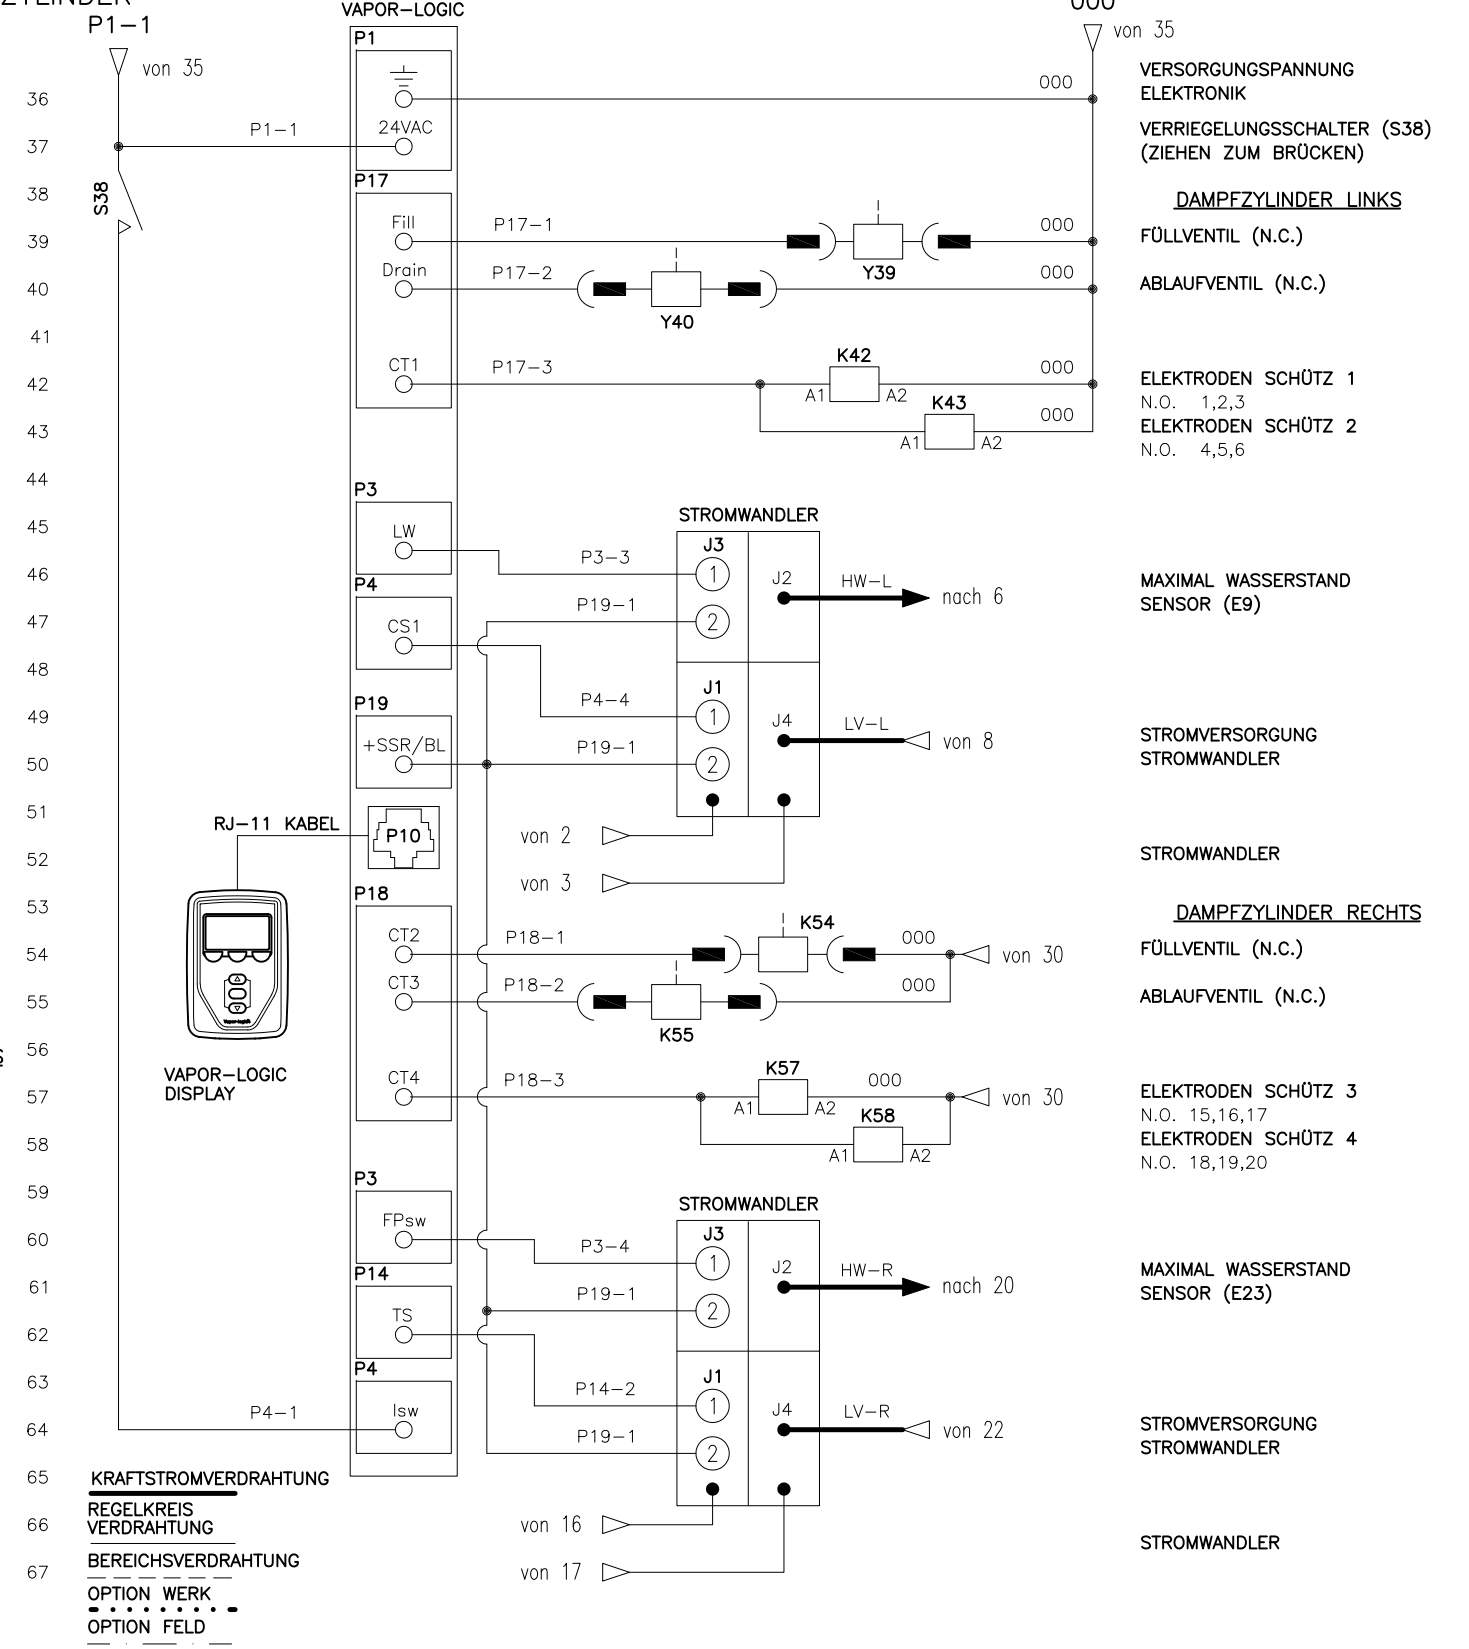 ZYLINDER
P1-1
von 35
VAPOR-LOGIC
000
von 35
P1
36
000
VERSORGUNGSPANNUNG
ELEKTRONIK
37
P1-1
24VAC
VERRIEGELUNGSSCHALTER (S38)
(ZIEHEN ZUM BRÜCKEN)
38
S38
P17
DAMPFZYLINDER LINKS
39
Fill
P17-1
Y39
000
FÜLLVENTIL (N.C.)
40
Drain
P17-2
Y40
000
ABLAUFVENTIL (N.C.)
41
42
CT1
P17-3
K42
A1
A2
000
ELEKTRODEN SCHÜTZ 1
N.O. 1,2,3
43
K43
A1
A2
000
ELEKTRODEN SCHÜTZ 2
N.O. 4,5,6
44
P3
45
LW
STROMWANDLER
J3
46
P3-3
1
J2
HW-L
nach 6
MAXIMAL WASSERSTAND
SENSOR (E9)
P4
47
CS1
P19-1
2
48
49
P4-4
J1
1
J4
LV-L
von 8
STROMVERSORGUNG
STROMWANDLER
P19
50
+SSR/BL
P19-1
2
51
RJ-11 KABEL
P10
von 2
52
von 3
STROMWANDLER
53
P18
DAMPFZYLINDER RECHTS
54
CT2
P18-1
K54
000
von 30
FÜLLVENTIL (N.C.)
55
CT3
P18-2
K55
000
ABLAUFVENTIL (N.C.)
Vapor-logic
56
VAPOR-LOGIC
DISPLAY
57
CT4
P18-3
K57
A1
A2
000
von 30
ELEKTRODEN SCHÜTZ 3
N.O. 15,16,17
58
K58
A1
A2
ELEKTRODEN SCHÜTZ 4
N.O. 18,19,20
59
P3
STROMWANDLER
60
FPsw
P3-4
J3
1
61
P14
P19-1
2
J2
HW-R
nach 20
MAXIMAL WASSERSTAND
SENSOR (E23)
62
TS
63
P4
P14-2
J1
1
64
P4-1
Isw
P19-1
2
J4
LV-R
von 22
STROMVERSORGUNG
STROMWANDLER
65
KRAFTSTROMVERDRAHTUNG
66
REGELKREIS
VERDRAHTUNG
von 16
STROMWANDLER
67
BEREICHSVERDRAHTUNG
von 17
OPTION WERK
OPTION FELD